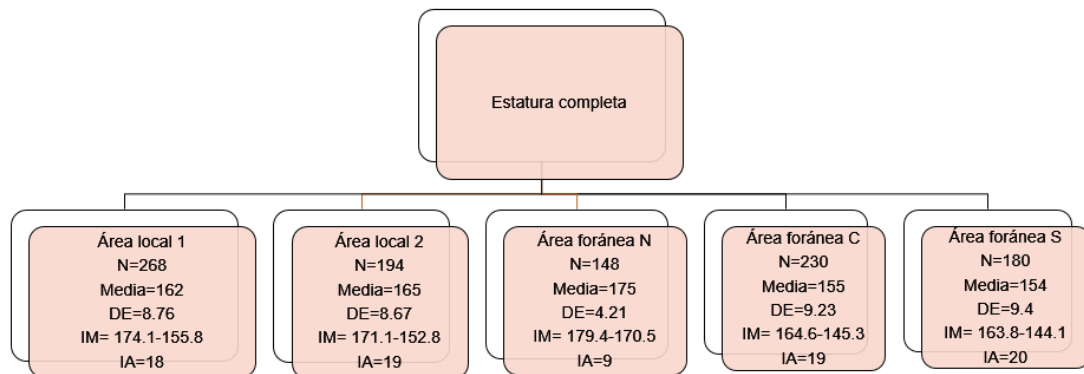 Estatura completa
Área local 1
N=268
Media=162
DE=8.76
IM= 174.1-155.8
IA=18
Área local 2
N=194
Media=165
DE=8.67
IM= 171.1-152.8
IA=19
Área foránea N
N=148
Media=175
DE=4.21
IM= 179.4-170.5
IA=9
Área foránea C
N=230
Media=155
DE=9.23
IM= 164.6-145.3
IA=19
Área foránea S
N=180
Media=154
DE=9.4
IM= 163.8-144.1
IA=20